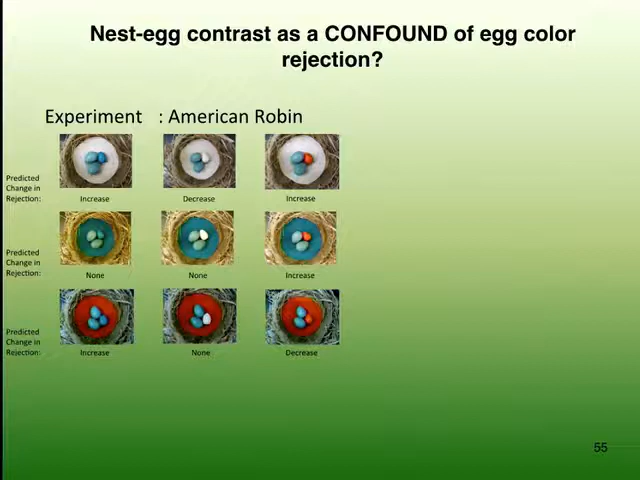 Nest-egg contrast as a CONFOUND of egg color
rejection?
Experiment : American Robin
Predicted
Change in
Rejection:
Increase
Decrease
Increase
Predicted
Change in
Rejection:
None
None
Increase
Predicted
Change in
Rejection:
Increase
None
Decrease
55